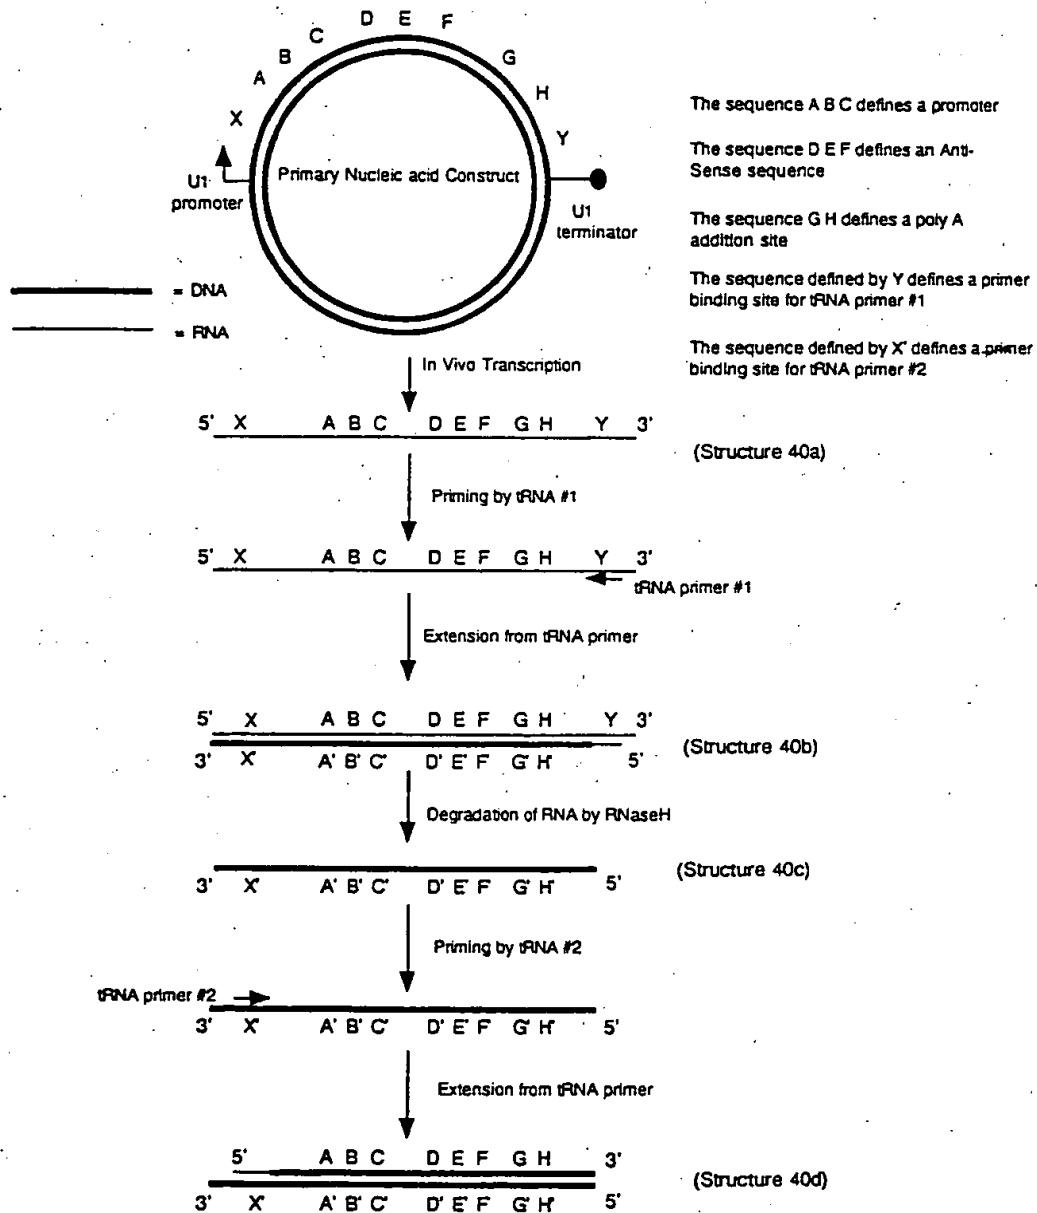 D E F
C G
B H
A Y
X
Primary Nucleic acid Construct
U1
promoter
U1
terminator
The sequence A B C defines a promoter
The sequence D E F defines an Anti-
Sense sequence
The sequence G H defines a poly A
addition site
The sequence defined by Y defines a primer
binding site for tRNA primer #1
The sequence defined by X' defines a primer
binding site for tRNA primer #2
= DNA
= RNA
In Vivo Transcription
5' X A B C D E F G H Y 3'
(Structure 40a)
Priming by tRNA #1
5' X A B C D E F G H Y 3'
tRNA primer #1
Extension from tRNA primer
5' X A B C D E F G H Y 3'
(Structure 40b)
3' X' A' B' C' D' E' F' G' H' 5'
Degradation of RNA by RNaseH
(Structure 40c)
3' X' A' B' C' D' E' F' G' H' 5'
Priming by tRNA #2
tRNA primer #2
3' X' A' B' C' D' E' F' G' H' 5'
Extension from tRNA primer
5' A B C D E F G H 3'
(Structure 40d)
3' X' A' B' C' D' E' F' G' H' 5'